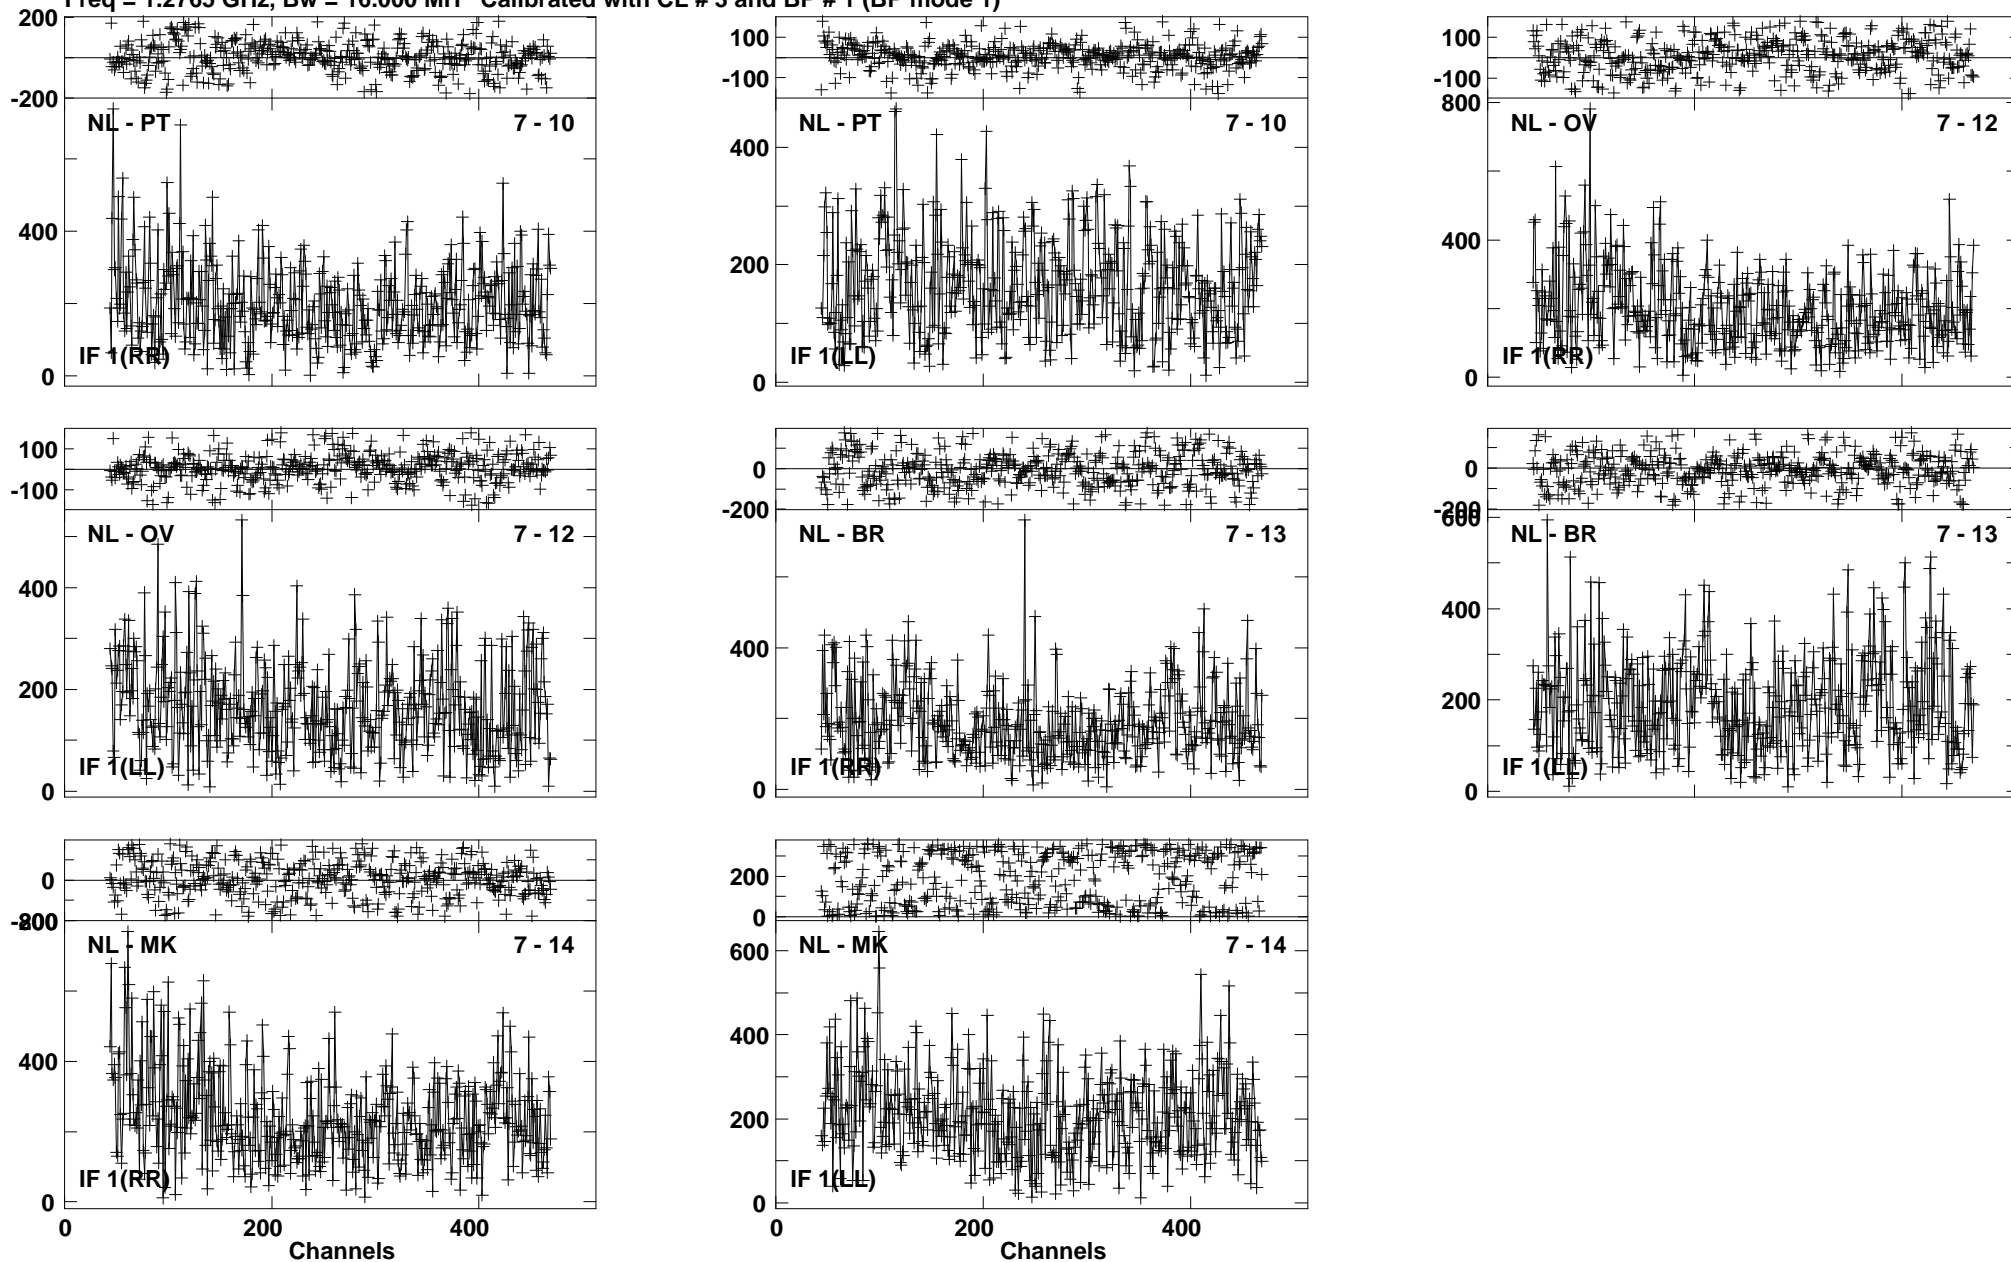 Freq = 1.2765 GHz, Bw = 16.000 MH Calibrated with CL # 3 and BP # 1 (BP mode 1)
200
-200
NL - PT 7 - 10
400
0
IF 1(RR)
100
-100
NL - PT 7 - 10
400
200
0
IF 1(LL)
100
-100
800
NL - OV 7 - 12
400
0
IF 1(RR)
100
-100
NL - OV 7 - 12
400
200
0
IF 1(LL)
0
-200
NL - BR 7 - 13
400
0
IF 1(RR)
0
-200
600
NL - BR 7 - 13
400
200
0
IF 1(LL)
0
NL - MK 7 - 14
400
0
IF 1(RR)
0 200 400
Channels
200
0
NL - MK 7 - 14
600
400
200
0
IF 1(LL)
0 200 400
Channels